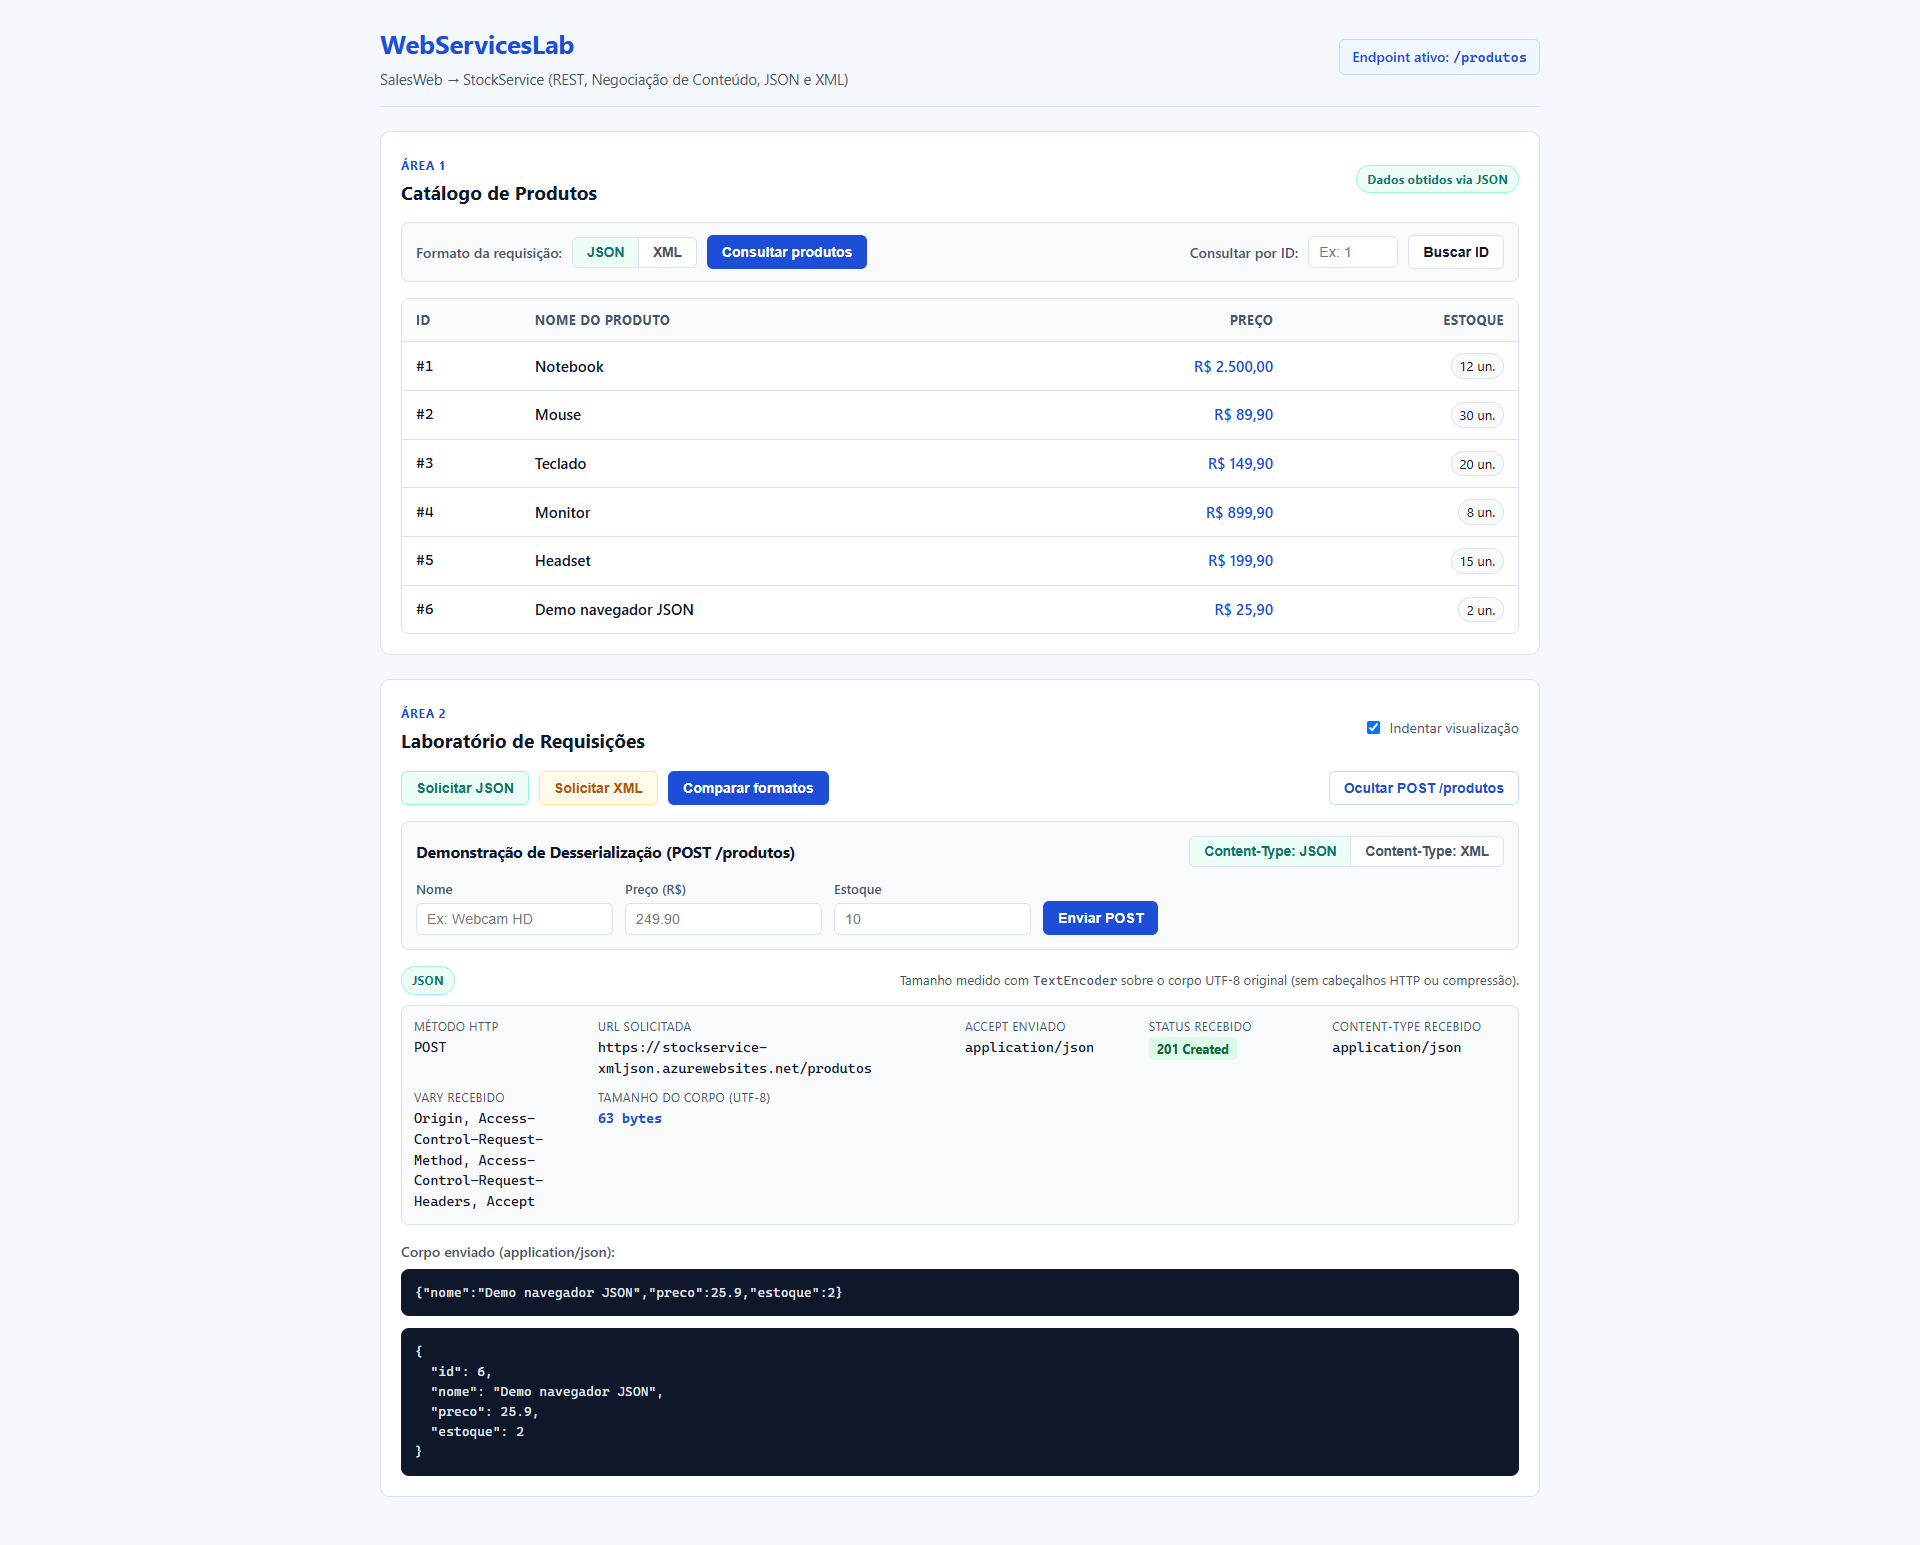 WebServicesLab
SalesWeb → StockService (REST, Negociação de Conteúdo, JSON e XML)
Endpoint ativo: /produtos
ÁREA 1
Catálogo de Produtos
Dados obtidos via JSON
Formato da requisição: JSON XML Consultar produtos Consultar por ID: Ex: 1 Buscar ID
ID NOME DO PRODUTO PREÇO ESTOQUE
#1 Notebook R$ 2.500,00 12 un.
#2 Mouse R$ 89,90 30 un.
#3 Teclado R$ 149,90 20 un.
#4 Monitor R$ 899,90 8 un.
#5 Headset R$ 199,90 15 un.
#6 Demo navegador JSON R$ 25,90 2 un.
ÁREA 2
Laboratório de Requisições
Indentar visualização
Solicitar JSON Solicitar XML Comparar formatos Ocultar POST /produtos
Demonstração de Desserialização (POST /produtos) Content-Type: JSON Content-Type: XML
Nome Preço (R$) Estoque
Ex: Webcam HD 249.90 10 Enviar POST
JSON Tamanho medido com TextEncoder sobre o corpo UTF-8 original (sem cabeçalhos HTTP ou compressão).
MÉTODO HTTP
POST
URL SOLICITADA
https://stockservice-
xmljson.azurewebsites.net/produtos
ACCEPT ENVIADO
application/json
STATUS RECEBIDO
201 Created
CONTENT-TYPE RECEBIDO
application/json
VARY RECEBIDO
Origin, Access-
Control-Request-
Method, Access-
Control-Request-
Headers, Accept
TAMANHO DO CORPO (UTF-8)
63 bytes
Corpo enviado (application/json):
{"nome":"Demo navegador JSON","preco":25.9,"estoque":2}
{
"id": 6,
"nome": "Demo navegador JSON",
"preco": 25.9,
"estoque": 2
}